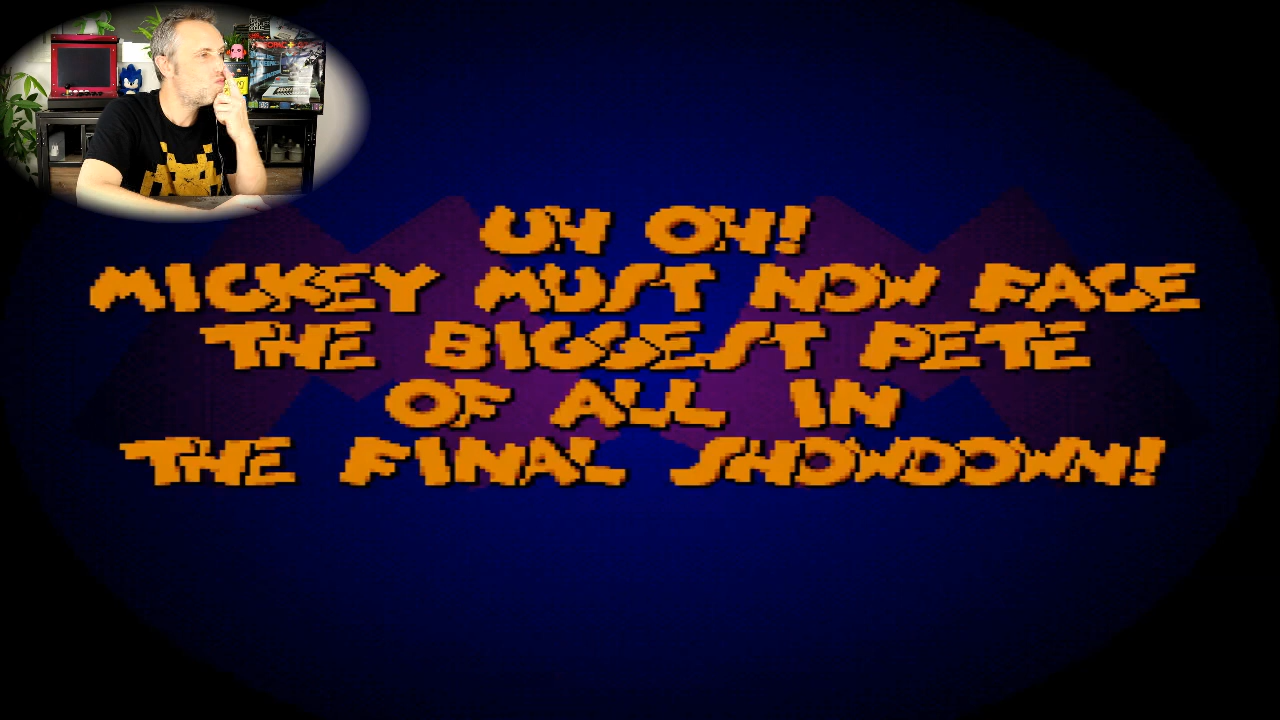 UH OH!
MICKEY MUST NOW FACE
THE BIGGEST PETE
OF ALL IN
THE FINAL SHOWDOWN!